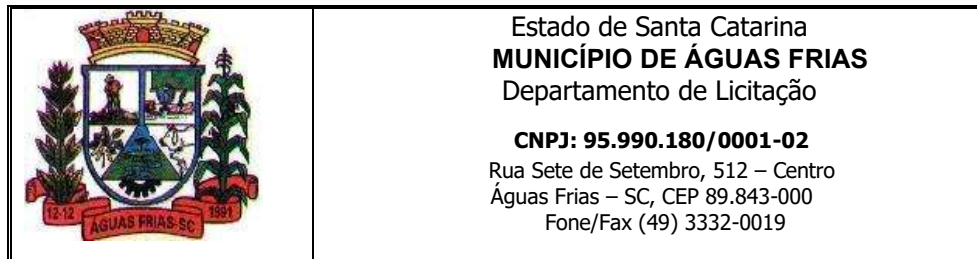 12-12
ÁGUAS FRIAS-SC
1991
Estado de Santa Catarina
MUNICÍPIO DE ÁGUAS FRIAS
Departamento de Licitação
CNPJ: 95.990.180/0001-02
Rua Sete de Setembro, 512 – Centro
Águas Frias – SC, CEP 89.843-000
Fone/Fax (49) 3332-0019